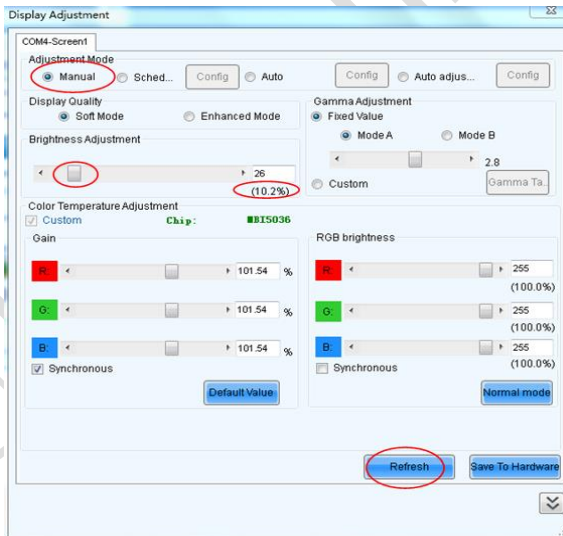 Display Adjustment
COM4-Screen1
Adjustment Mode
Manual Sched... Config Auto Config Auto adjus... Config
Display Quality
Soft Mode Enhanced Mode
Gamma Adjustment
Fixed Value
Mode A Mode B
2.8
Custom Gamma Ta..
Brightness Adjustment
26
(10.2%)
Color Temperature Adjustment
Custom Chip: MBI5036
Gain
R: 101.54 %
G: 101.54 %
B: 101.54 %
Synchronous
Default Value
RGB brightness
R: 255
(100.0%)
G: 255
(100.0%)
B: 255
(100.0%)
Synchronous
Normal mode
Refresh Save To Hardware